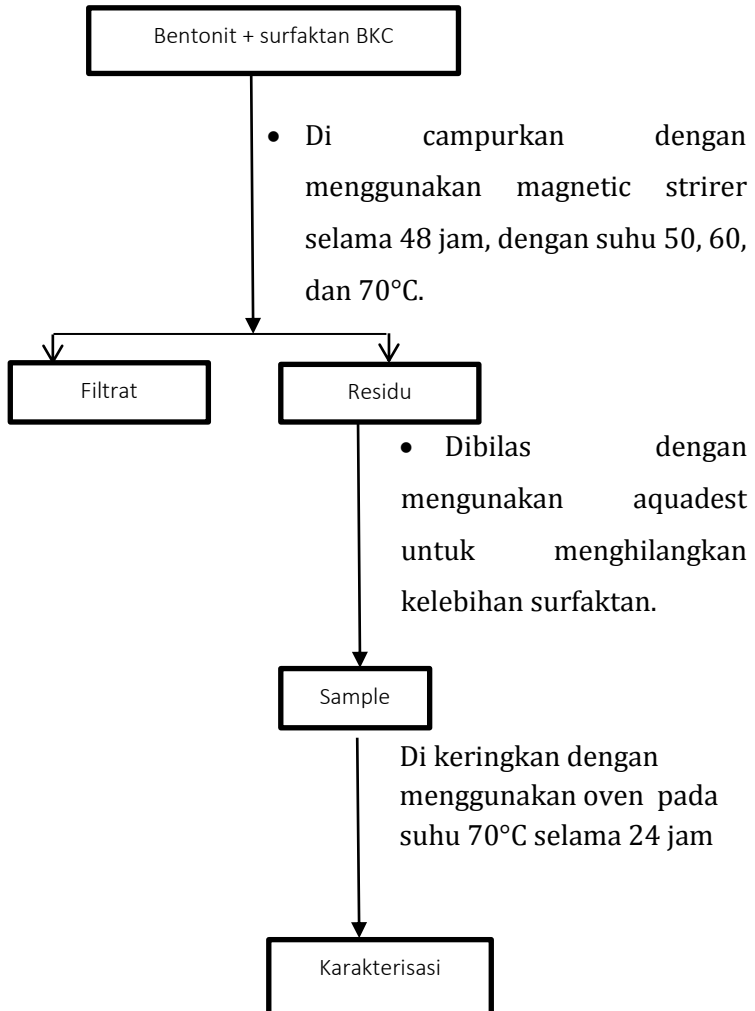 Bentonit + surfaktan BKC
• Di campurkan dengan
menggunakan magnetic strirer
selama 48 jam, dengan suhu 50, 60,
dan 70°C.
Filtrat
Residu
• Dibilas dengan
mengunakan aquadest
untuk menghilangkan
kelebihan surfaktan.
Sample
Di keringkan dengan
menggunakan oven pada
suhu 70°C selama 24 jam
Karakterisasi